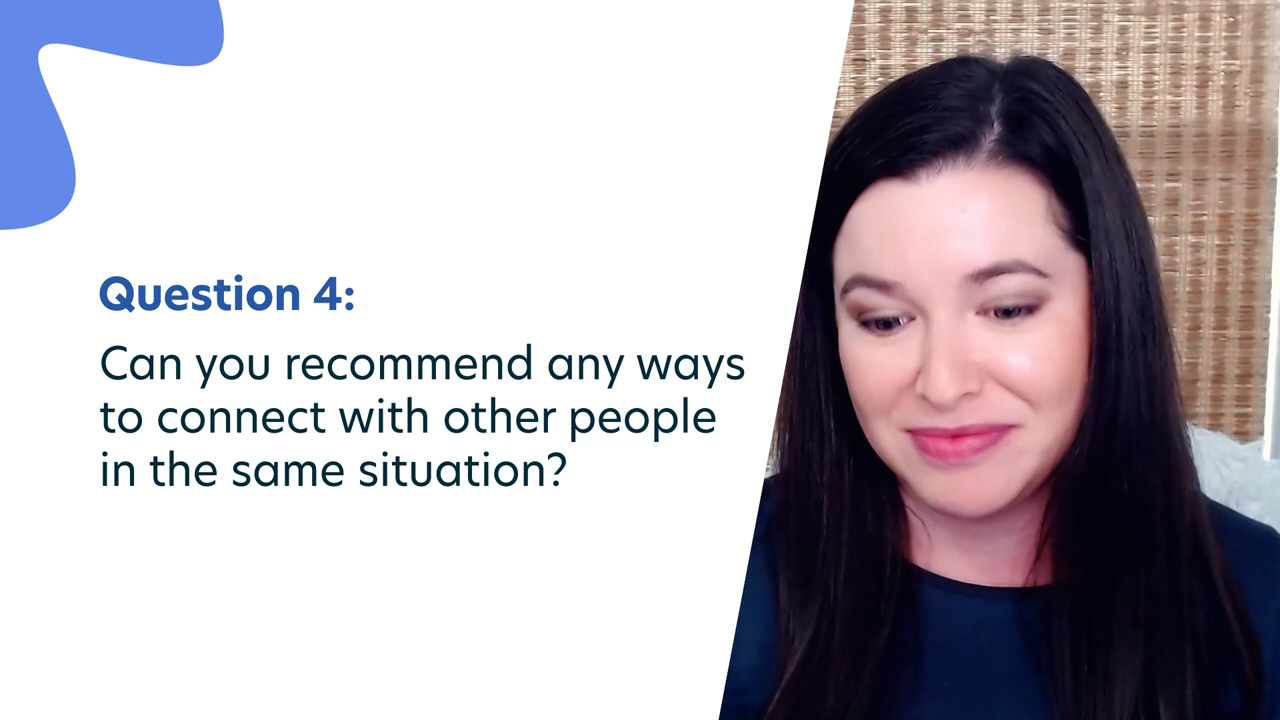 Question 4:
Can you recommend any ways
to connect with other people
in the same situation?